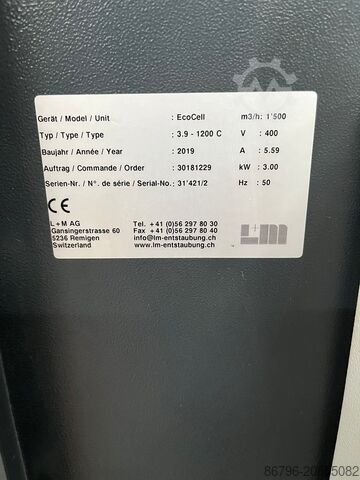 Gerät / Model / Unit : EcoCell m3/h: 1'500
Typ / Type / Type : 3.9 - 1200 C V : 400
Baujahr / Année / Year : 2019 A : 5.59
Auftrag / Commande / Order : 30181229 kW : 3.00
Serien-Nr. / N°. de série / Serial-No.: 31'421/2 Hz : 50
CE
L + M AG Tel. +41 (0)56 297 80 30
Gansingerstrasse 60 Fax +41 (0)56 297 80 40
5236 Remigen info@lm-entstaubung.ch
Switzerland www.lm-entstaubung.ch
L+M